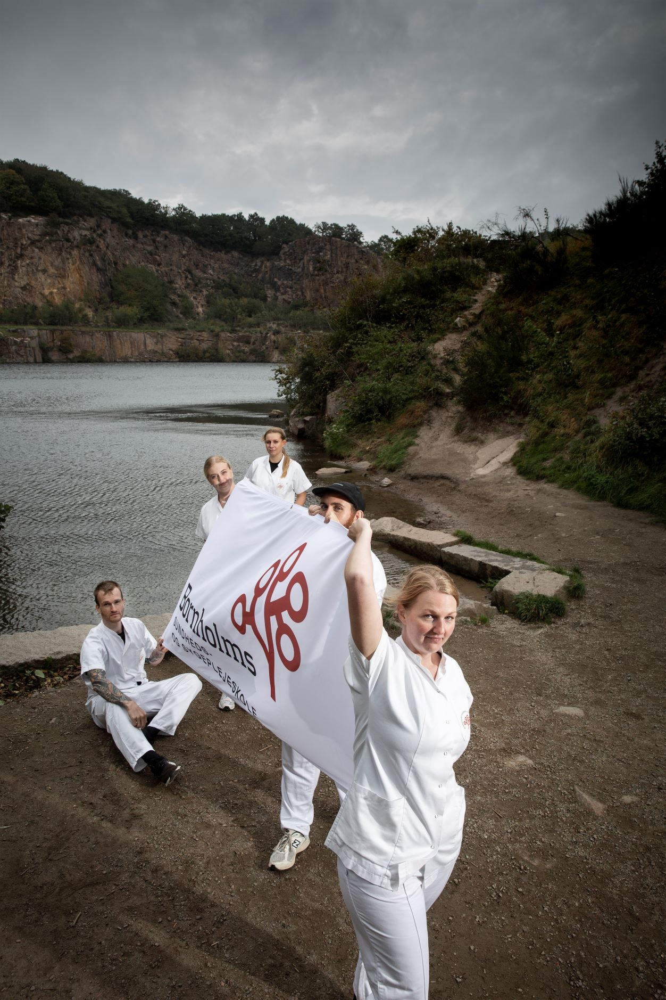 Bornholms
SUNDHEDS-
OG SYGEPLEJESKOLE
N